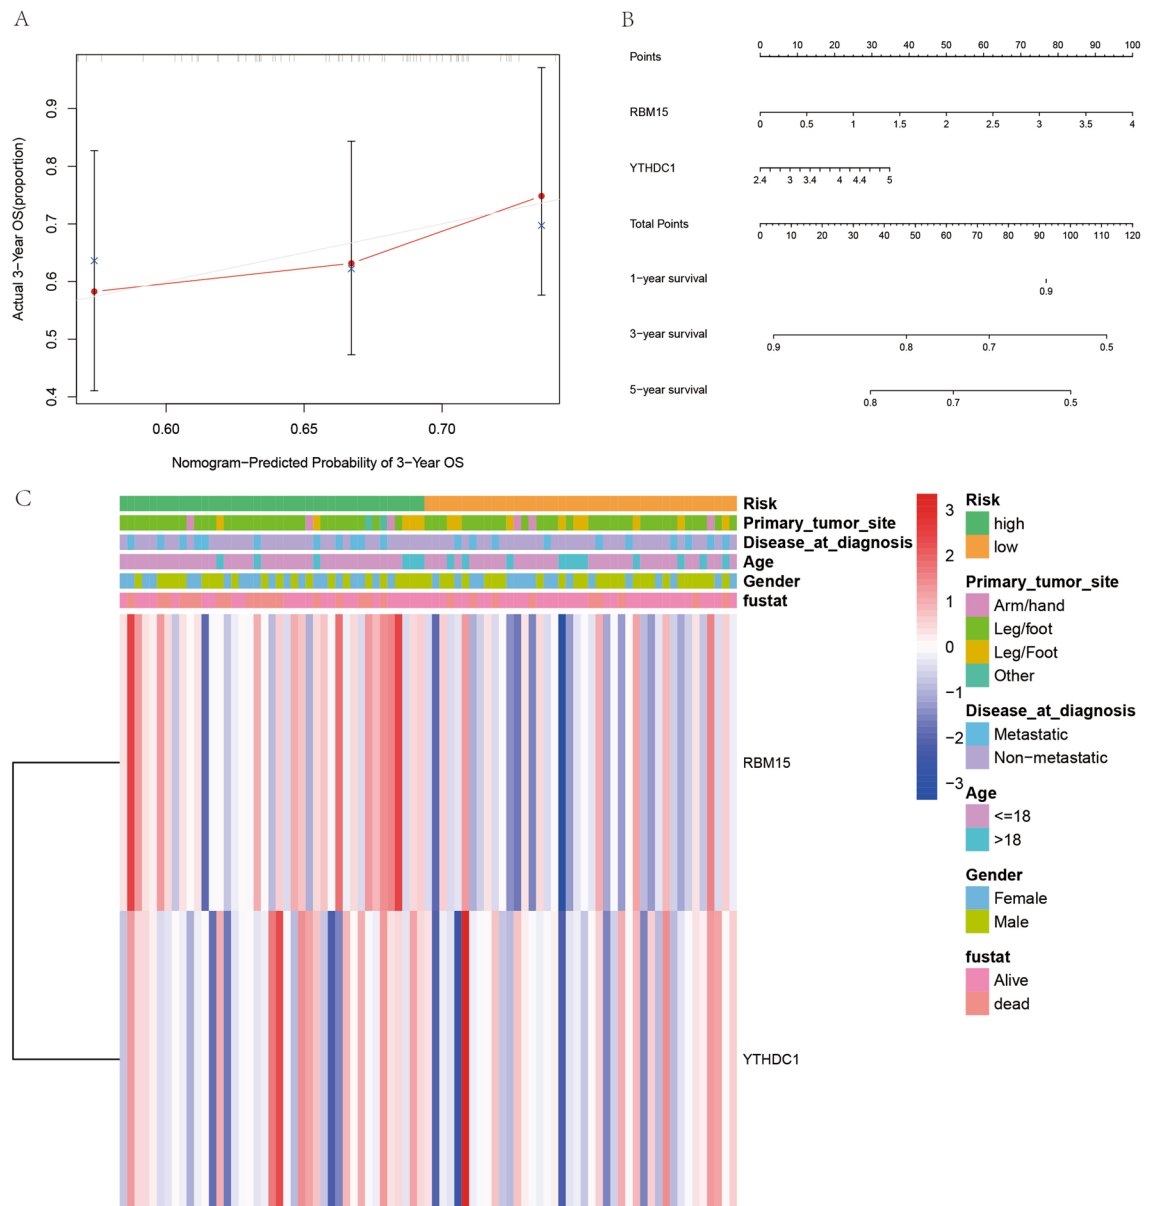 A
Actual 3−Year OS(proportion)
0.9
0.8
0.7
0.6
0.5
0.4
0.60 0.65 0.70
Nomogram−Predicted Probability of 3−Year OS
B
Points
0 10 20 30 40 50 60 70 80 90 100
RBM15
0 0.5 1 1.5 2 2.5 3 3.5 4
YTHDC1
2.4 3 3.4 4 4.4 5
Total Points
0 10 20 30 40 50 60 70 80 90 100 110 120
1−year survival
0.9
3−year survival
0.9 0.8 0.7 0.5
5−year survival
0.8 0.7 0.5
C
Risk
Primary_tumor_site
Disease_at_diagnosis
Age
Gender
fustat
RBM15
YTHDC1
3
2
1
0
−1
−2
−3
Risk
high
low
Primary_tumor_site
Arm/hand
Leg/foot
Leg/Foot
Other
Disease_at_diagnosis
Metastatic
Non−metastatic
Age
<=18
>18
Gender
Female
Male
fustat
Alive
dead